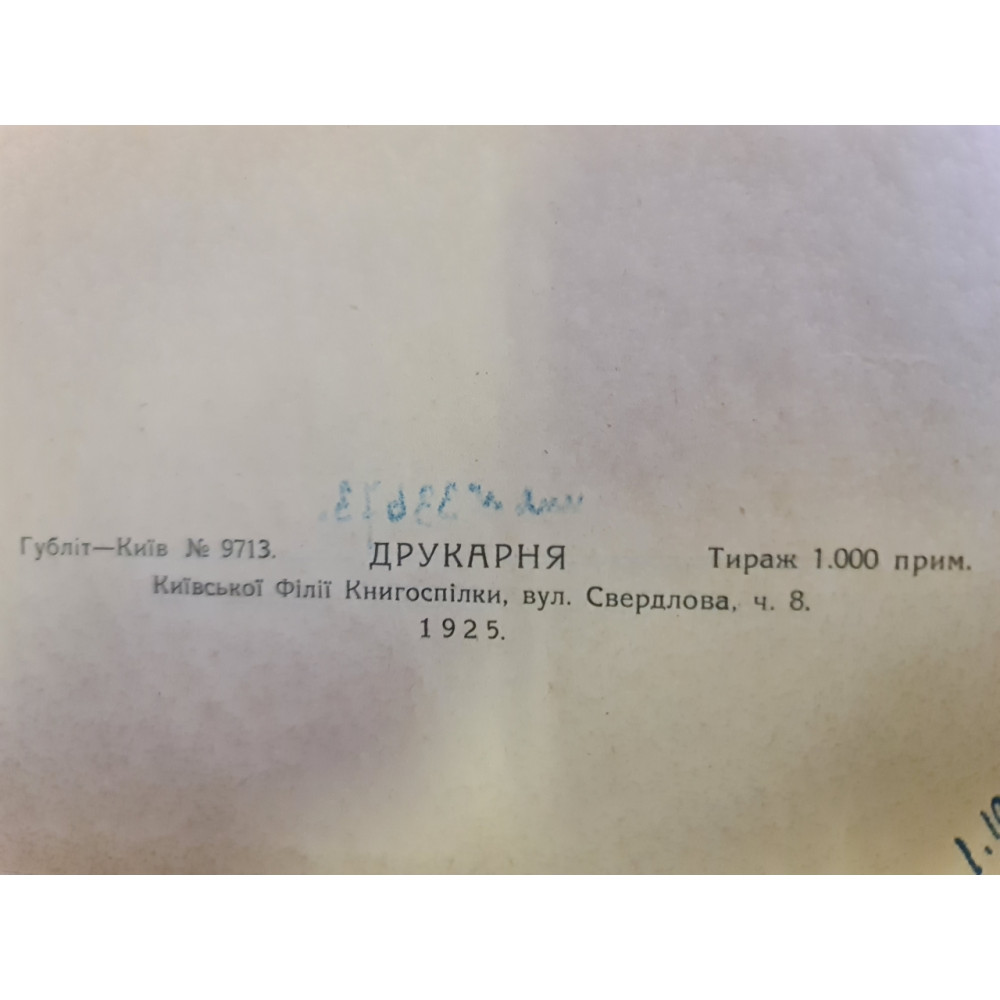 Губліт—Київ № 9713. ДРУКАРНЯ Тираж 1.000 прим.
Київської Філії Книгоспілки, вул. Свердлова, ч. 8.
1925.